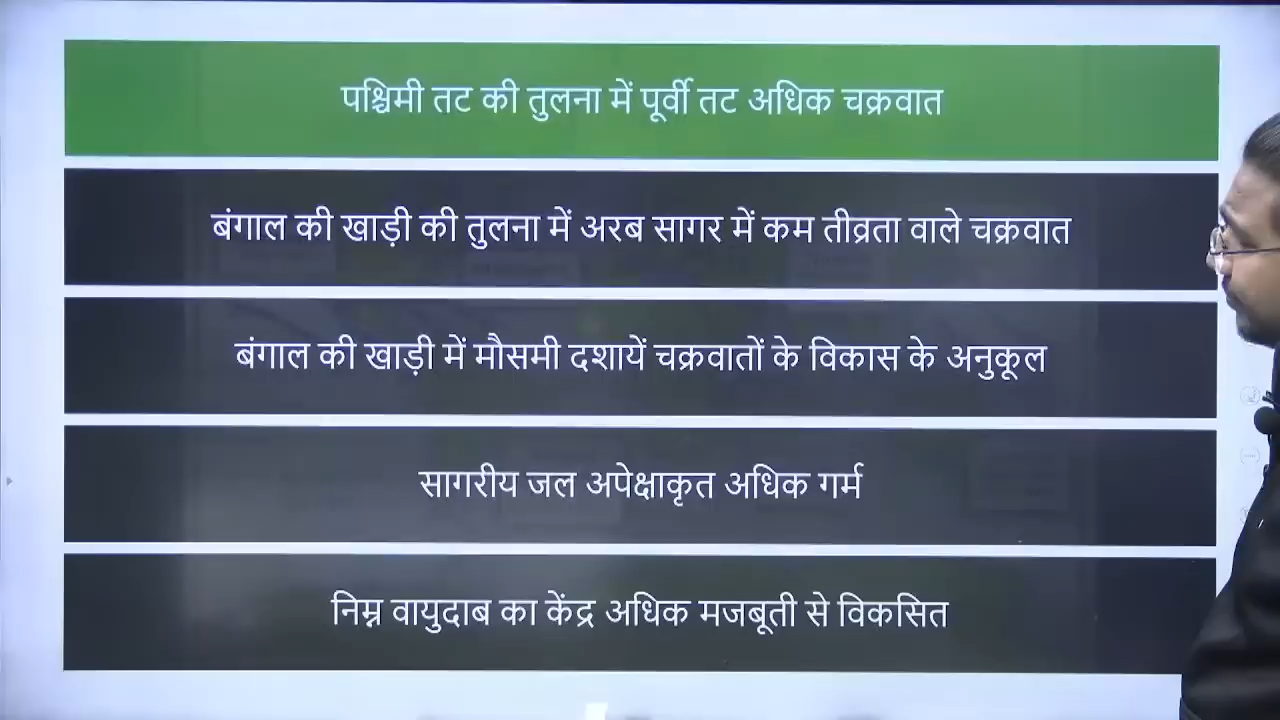 पश्चिमी तट की तुलना में पूर्वी तट अधिक चक्रवात
बंगाल की खाड़ी की तुलना में अरब सागर में कम तीव्रता वाले चक्रवात
बंगाल की खाड़ी में मौसमी दशायें चक्रवातों के विकास के अनुकूल
सागरीय जल अपेक्षाकृत अधिक गर्म
निम्न वायुदाब का केंद्र अधिक मजबूती से विकसित